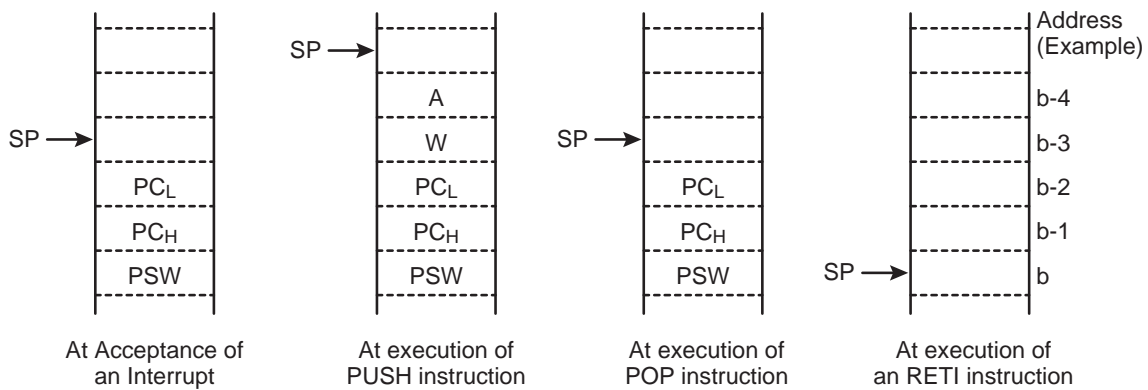 Address
(Example)
SP
A
b-4
SP
W
SP
b-3
PCL
PCL
PCL
b-2
PCH
PCH
PCH
b-1
PSW
PSW
PSW
SP
b
At Acceptance of
an Interrupt
At execution of
PUSH instruction
At execution of
POP instruction
At execution of
an RETI instruction